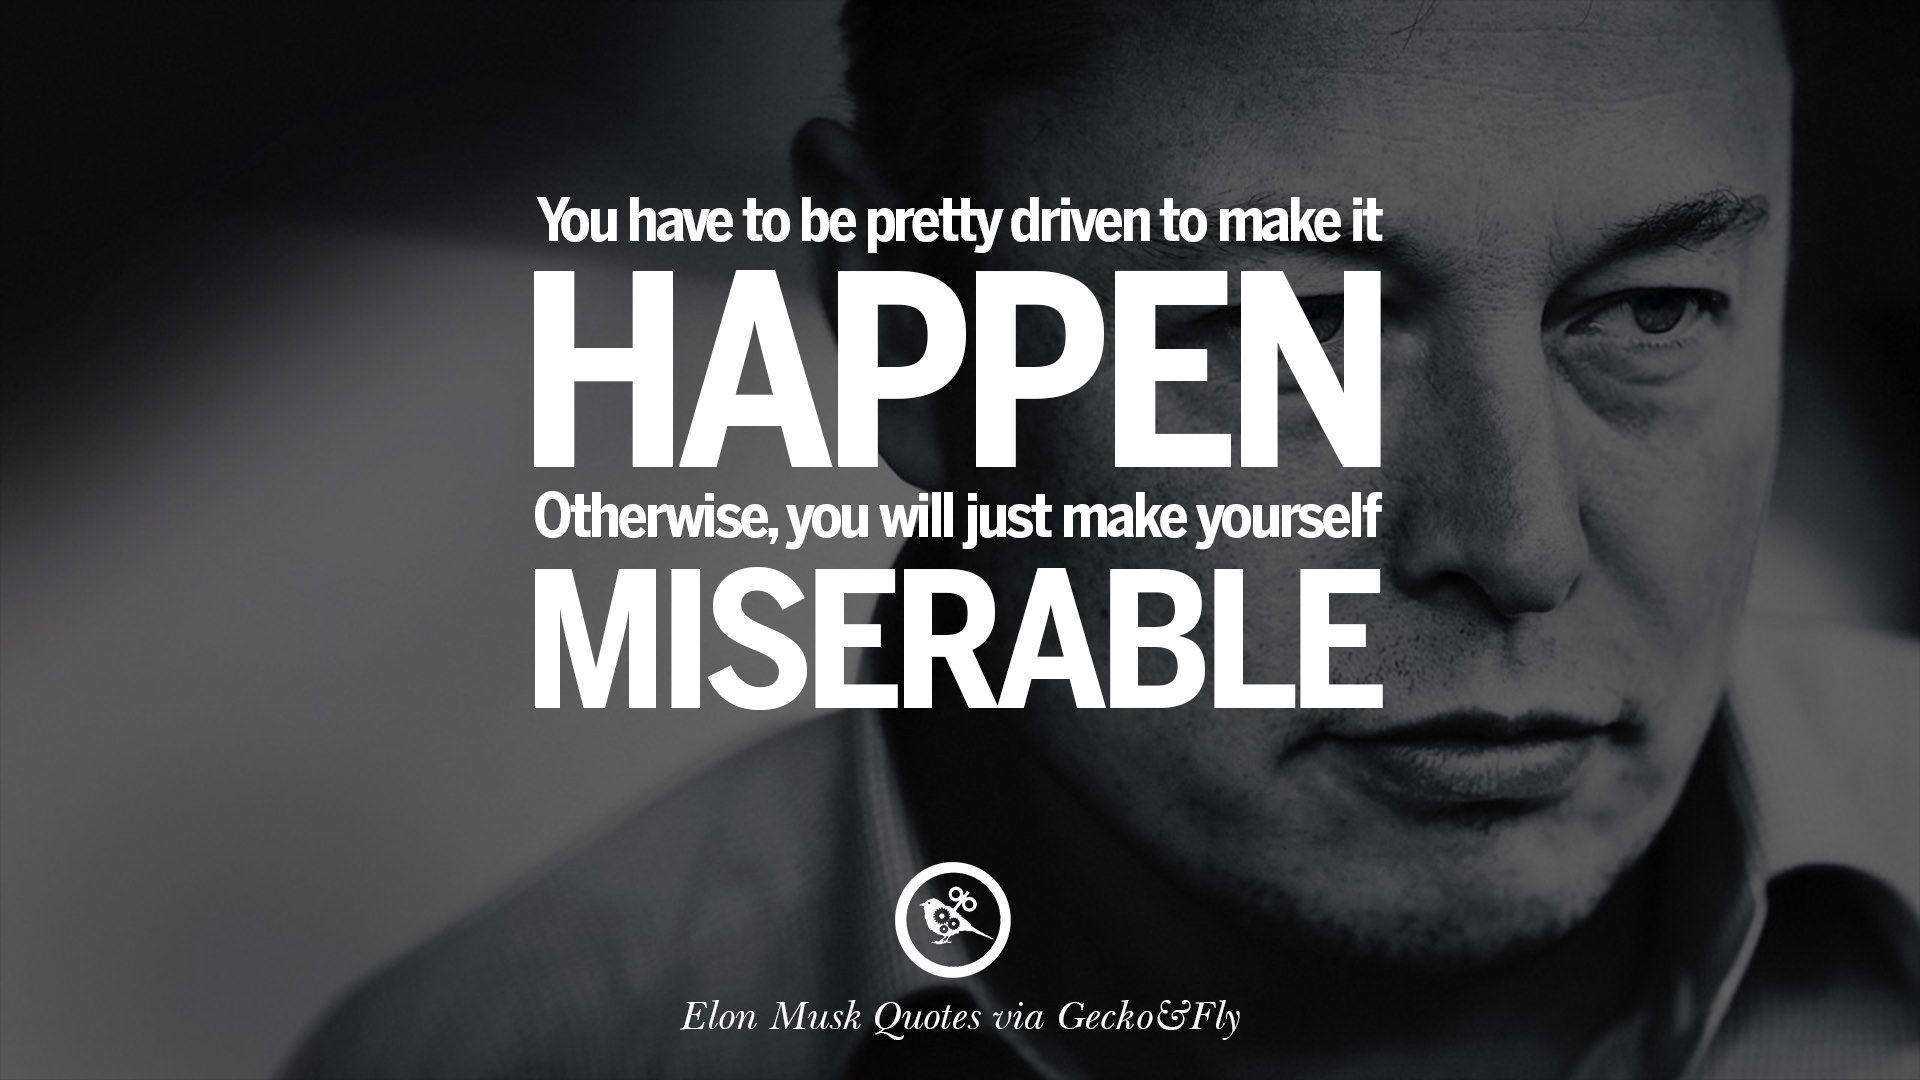 You have to be pretty driven to make it
HAPPEN
Otherwise, you will just make yourself
MISERABLE
Elon Musk Quotes via Gecko&Fly